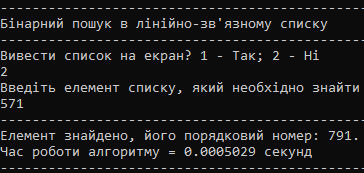 Бінарний пошук в лінійно-зв'язному списку
Вивести список на екран? 1 - Так; 2 - Ні
2
Введіть елемент списку, який необхідно знайти
571
Елемент знайдено, його порядковий номер: 791.
Час роботи алгоритму = 0.0005029 секунд